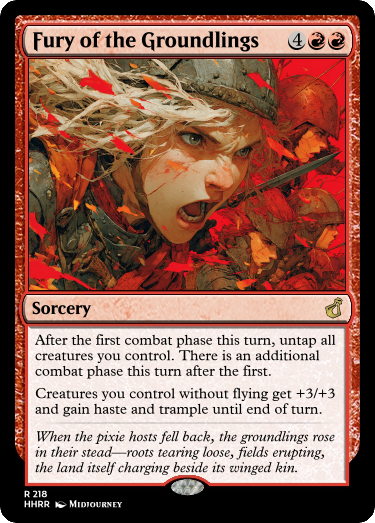 Fury of the Groundlings 4
Sorcery
After the first combat phase this turn, untap all
creatures you control. There is an additional
combat phase this turn after the first.
Creatures you control without flying get +3/+3
and gain haste and trample until end of turn.
When the pixie hosts fell back, the groundlings rose
in their stead—roots tearing loose, fields erupting,
the land itself charging beside its winged kin.
R 218
HHRR Midjourney